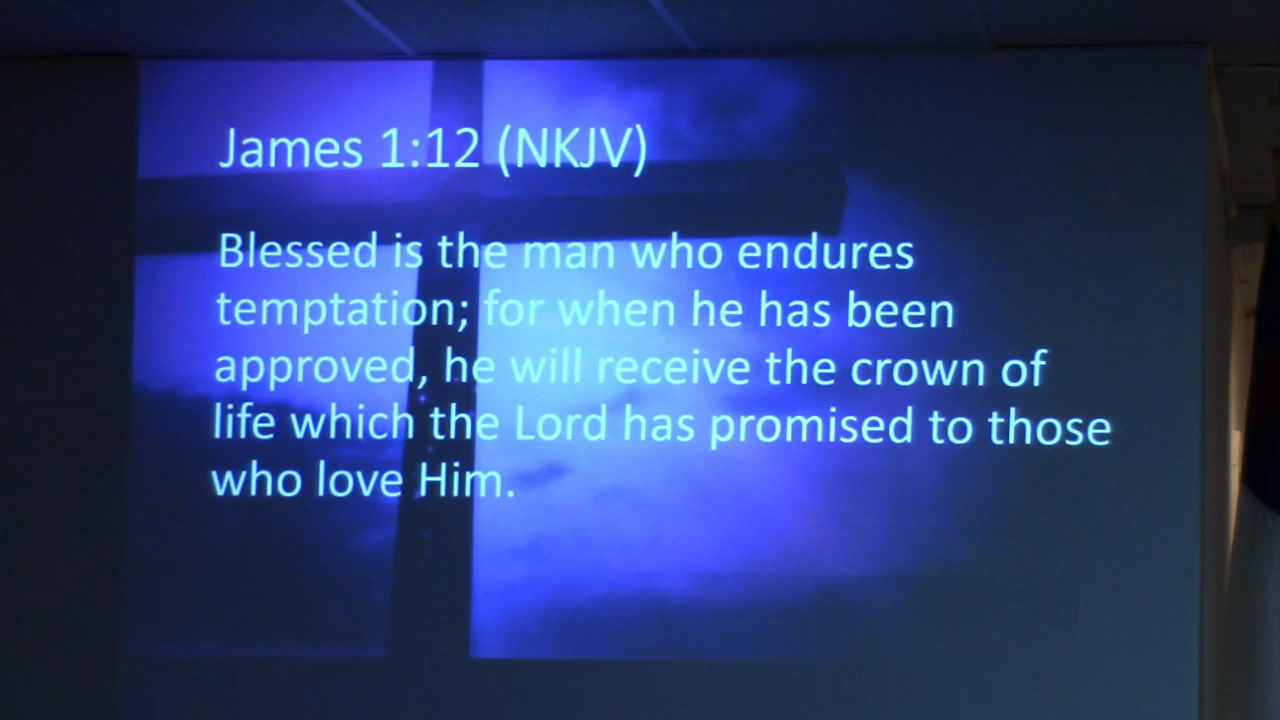 James 1:12 (NKJV)
Blessed is the man who endures
temptation; for when he has been
approved, he will receive the crown of
life which the Lord has promised to those
who love Him.